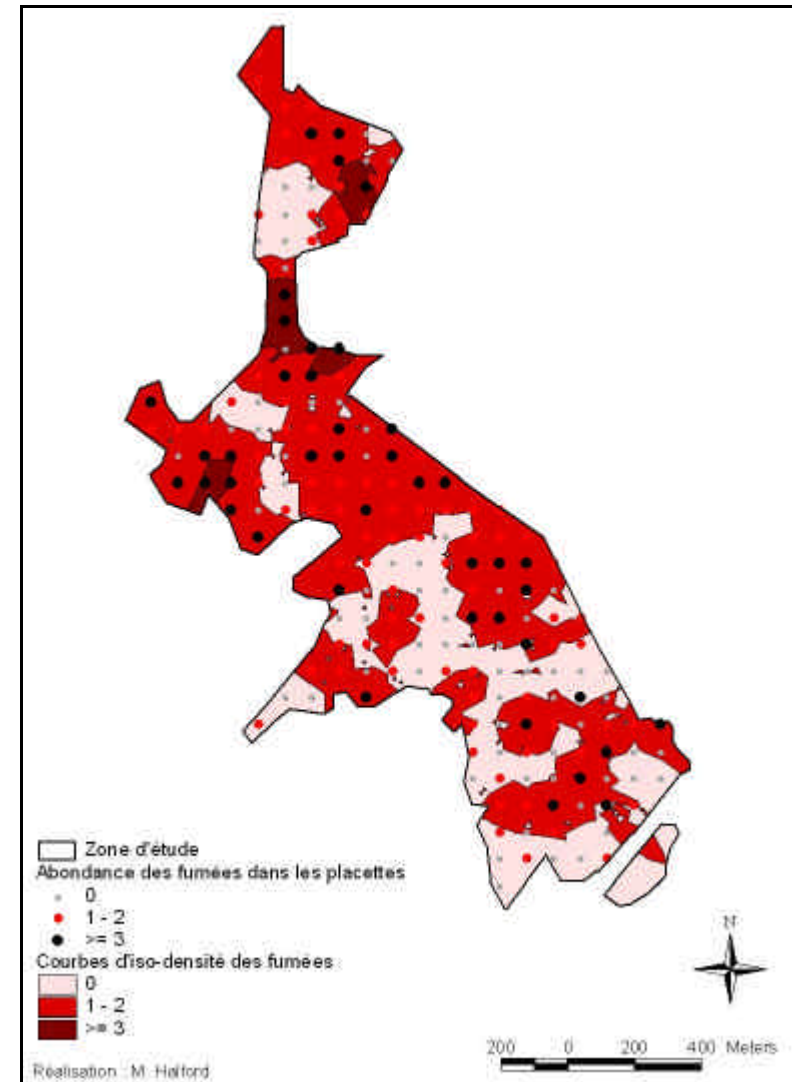 Zone d'étude
Abondance des fumées dans les placettes
0
1 - 2
>= 3
Courbes d'iso-densité des fumées
0
1 - 2
>= 3
Réalisation : M. Halford
N
200 0 200 400 Meters